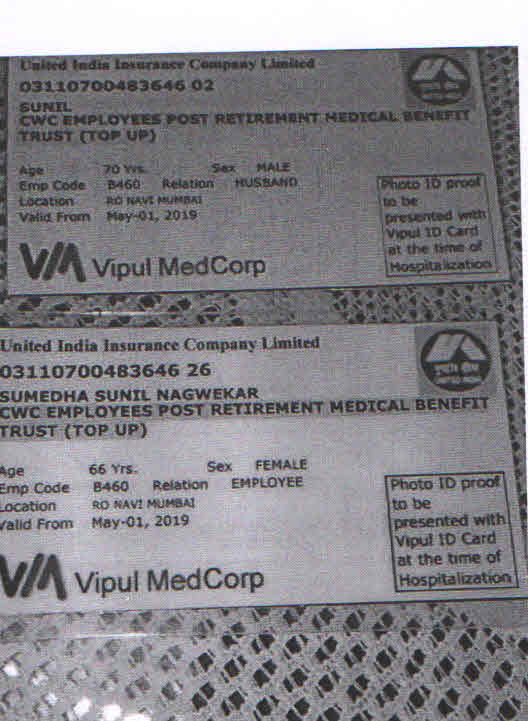 United India Insurance Company Limited
03110700483646 02
SUNIL
CWC EMPLOYEES POST RETIREMENT MEDICAL BENEFIT
TRUST (TOP UP)
Age 70 Yrs. Sex MALE
Emp Code B460 Relation HUSBAND
Location RO NAVI MUMBAI
Valid From May-01, 2019
Photo ID proof
to be
presented with
Vipul ID Card
at the time of
Hospitalization
Vipul MedCorp
United India Insurance Company Limited
03110700483646 26
SUMEDHA SUNIL NAGWEKAR
CWC EMPLOYEES POST RETIREMENT MEDICAL BENEFIT
TRUST (TOP UP)
Age 66 Yrs. Sex FEMALE
Emp Code B460 Relation EMPLOYEE
Location RO NAVI MUMBAI
Valid From May-01, 2019
Photo ID proof
to be
presented with
Vipul ID Card
at the time of
Hospitalization
Vipul MedCorp